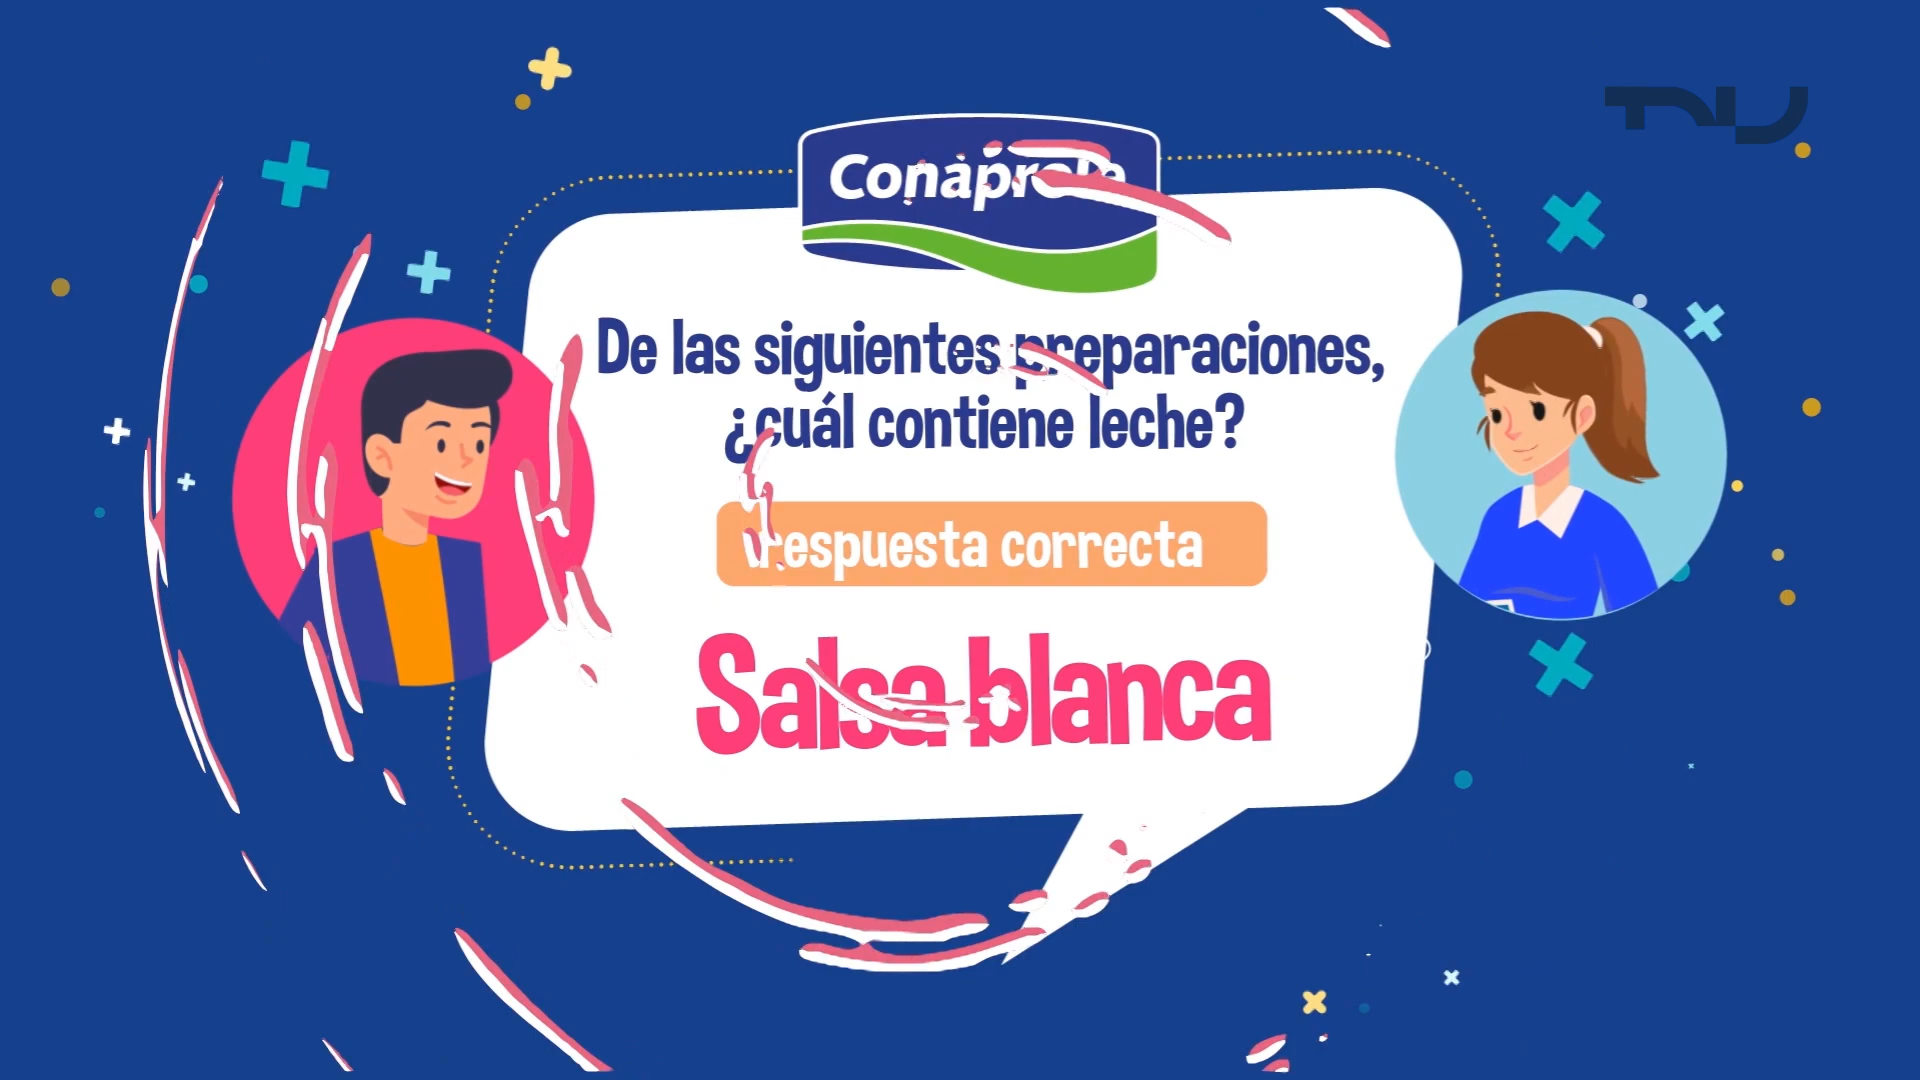 Conaprole
De las siguientes preparaciones,
¿cuál contiene leche?
respuesta correcta
Salsa blanca